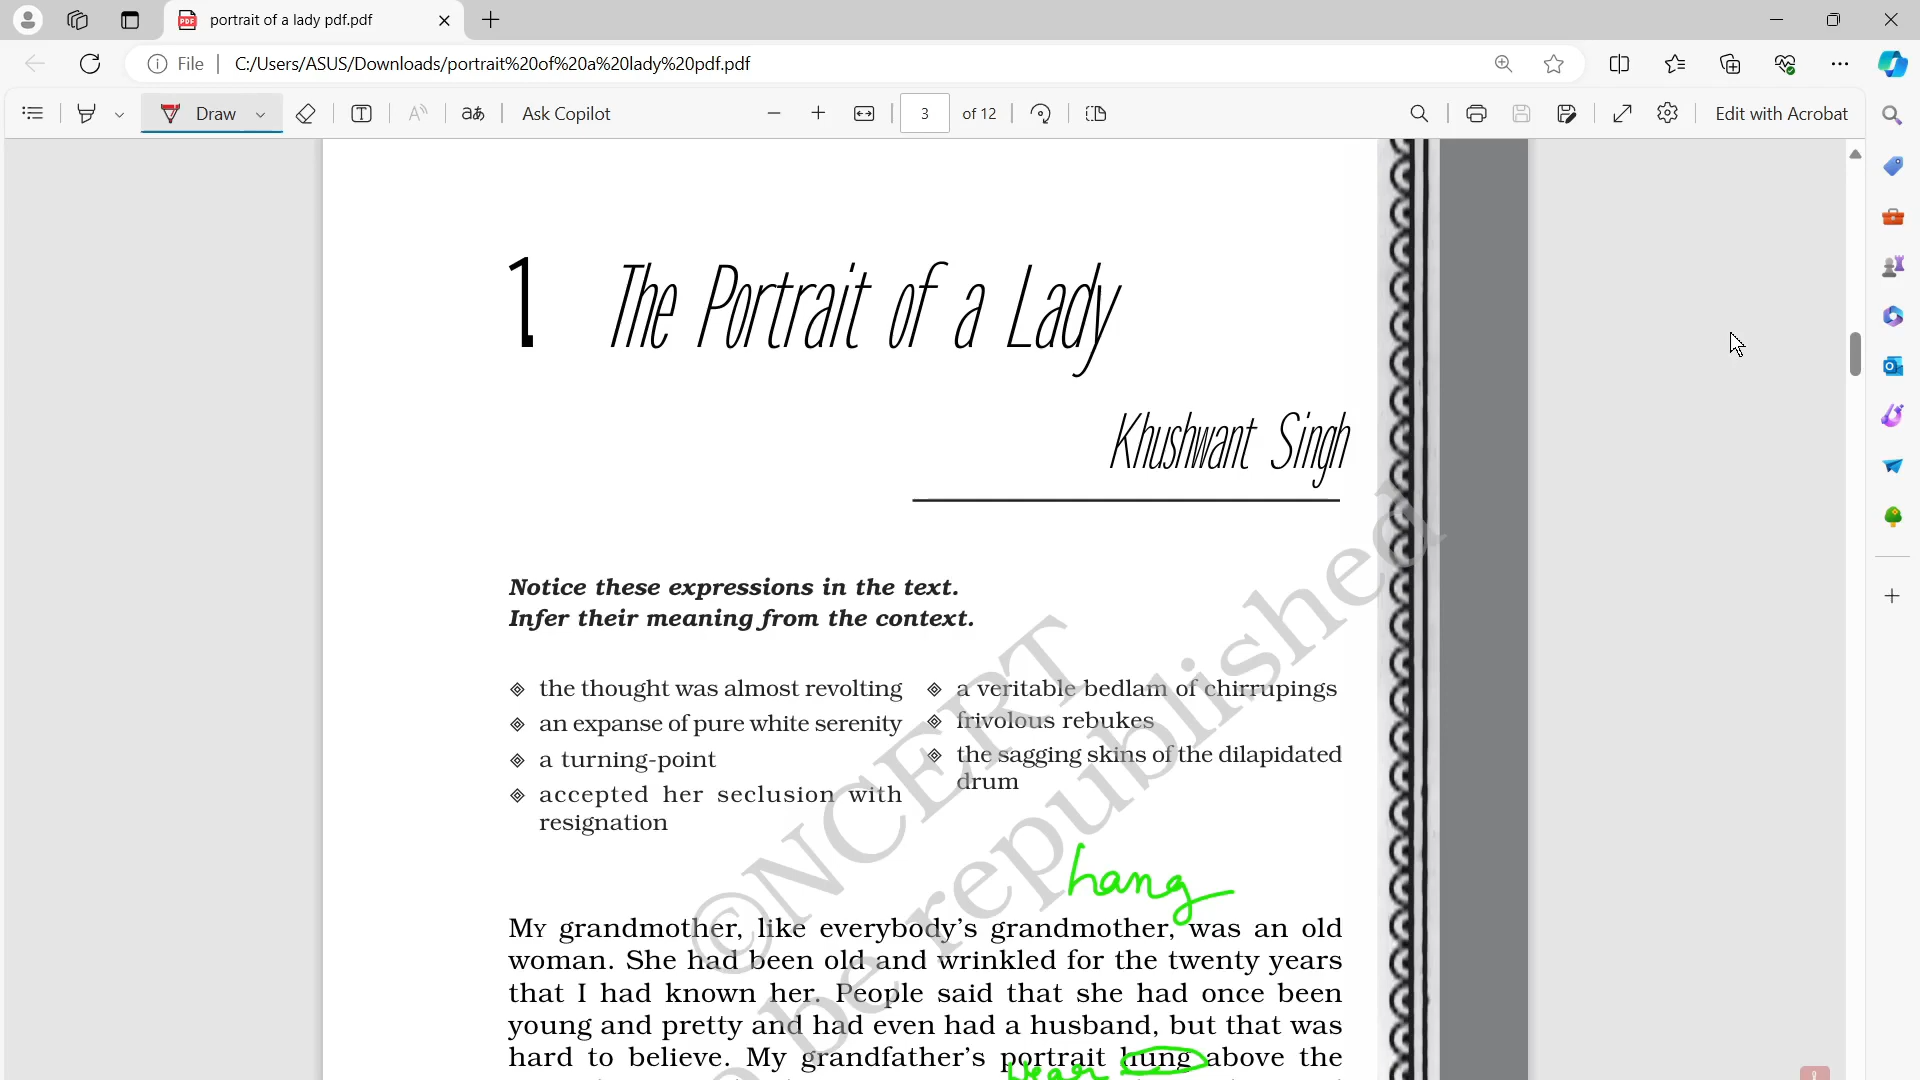 portrait of a lady pdf.pdf
File
C:/Users/ASUS/Downloads/portrait%20of%20a%20lady%20pdf.pdf
Draw
Ask Copilot
3
of 12
Edit with Acrobat
1. The Portrait of a Lady
Khushwant Singh
Notice these expressions in the text.
Infer their meaning from the context.
the thought was almost revolting
an expanse of pure white serenity
a turning-point
accepted her seclusion with
resignation
a veritable bedlam of chirrupings
frivolous rebukes
the sagging skins of the dilapidated
drum
©NCERT
be republished
hang
MY grandmother, like everybody's grandmother, was an old
woman. She had been old and wrinkled for the twenty years
that I had known her. People said that she had once been
young and pretty and had even had a husband, but that was
hard to believe. My grandfather's portrait hung above the